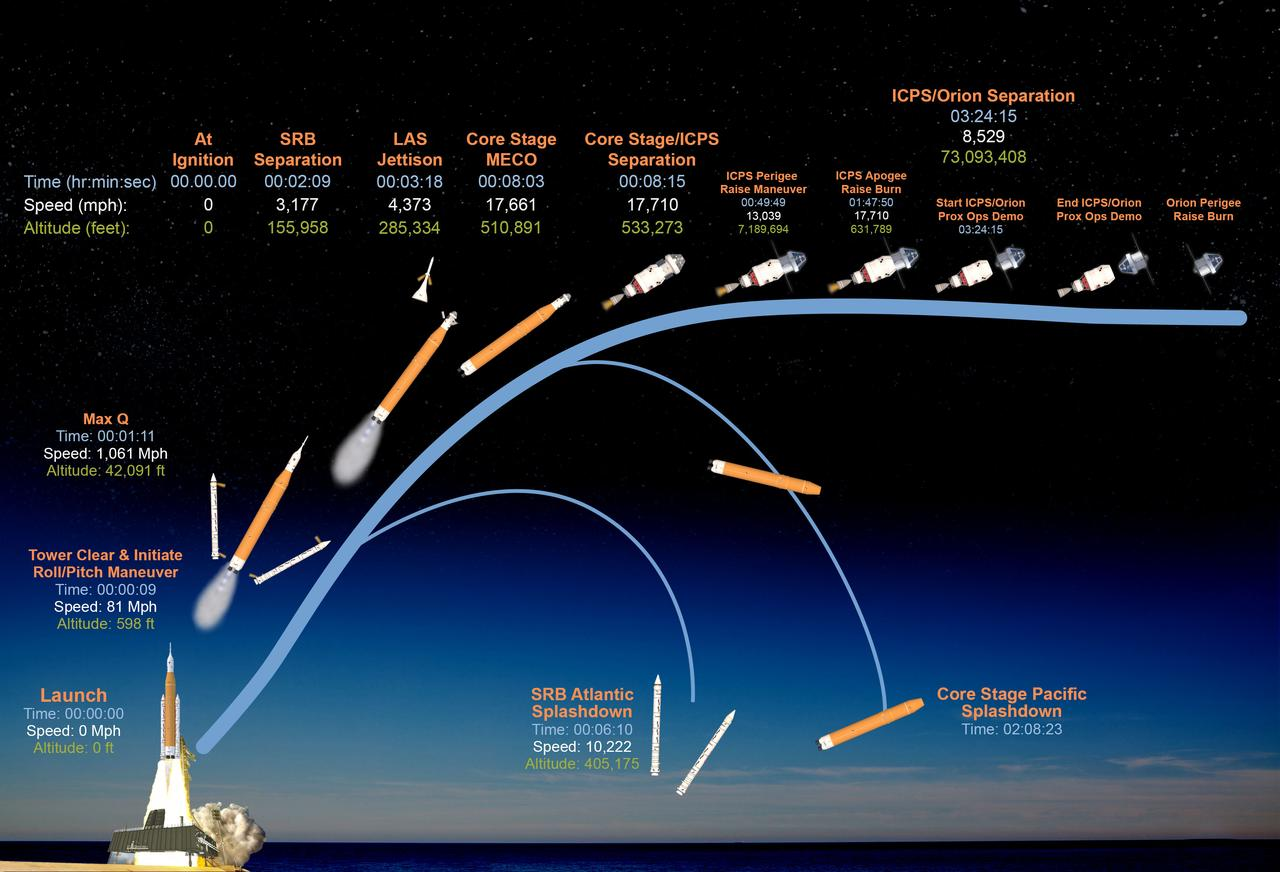 ICPS/Orion Separation
03:24:15
8,529
73,093,408
At
Ignition
SRB
Separation
LAS
Jettison
Core Stage
MECO
Core Stage/ICPS
Separation
Time (hr:min:sec) 00.00.00 00:02:09 00:03:18 00:08:03 00:08:15
Speed (mph): 0 3,177 4,373 17,661 17,710
Altitude (feet): 0 155,958 285,334 510,891 533,273
ICPS Perigee
Raise Maneuver
00:49:49
13,039
7,189,694
ICPS Apogee
Raise Burn
01:47:50
17,710
631,789
Start ICPS/Orion
Prox Ops Demo
03:24:15
End ICPS/Orion
Prox Ops Demo
Orion Perigee
Raise Burn
Max Q
Time: 00:01:11
Speed: 1,061 Mph
Altitude: 42,091 ft
Tower Clear & Initiate
Roll/Pitch Maneuver
Time: 00:00:09
Speed: 81 Mph
Altitude: 598 ft
Launch
Time: 00:00:00
Speed: 0 Mph
Altitude: 0 ft
SRB Atlantic
Splashdown
Time: 00:06:10
Speed: 10,222
Altitude: 405,175
Core Stage Pacific
Splashdown
Time: 02:08:23